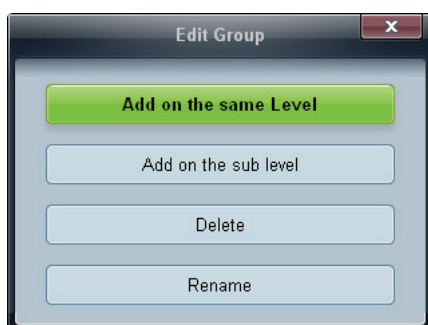 Edit Group
x
Add on the same Level
Add on the sub level
Delete
Rename